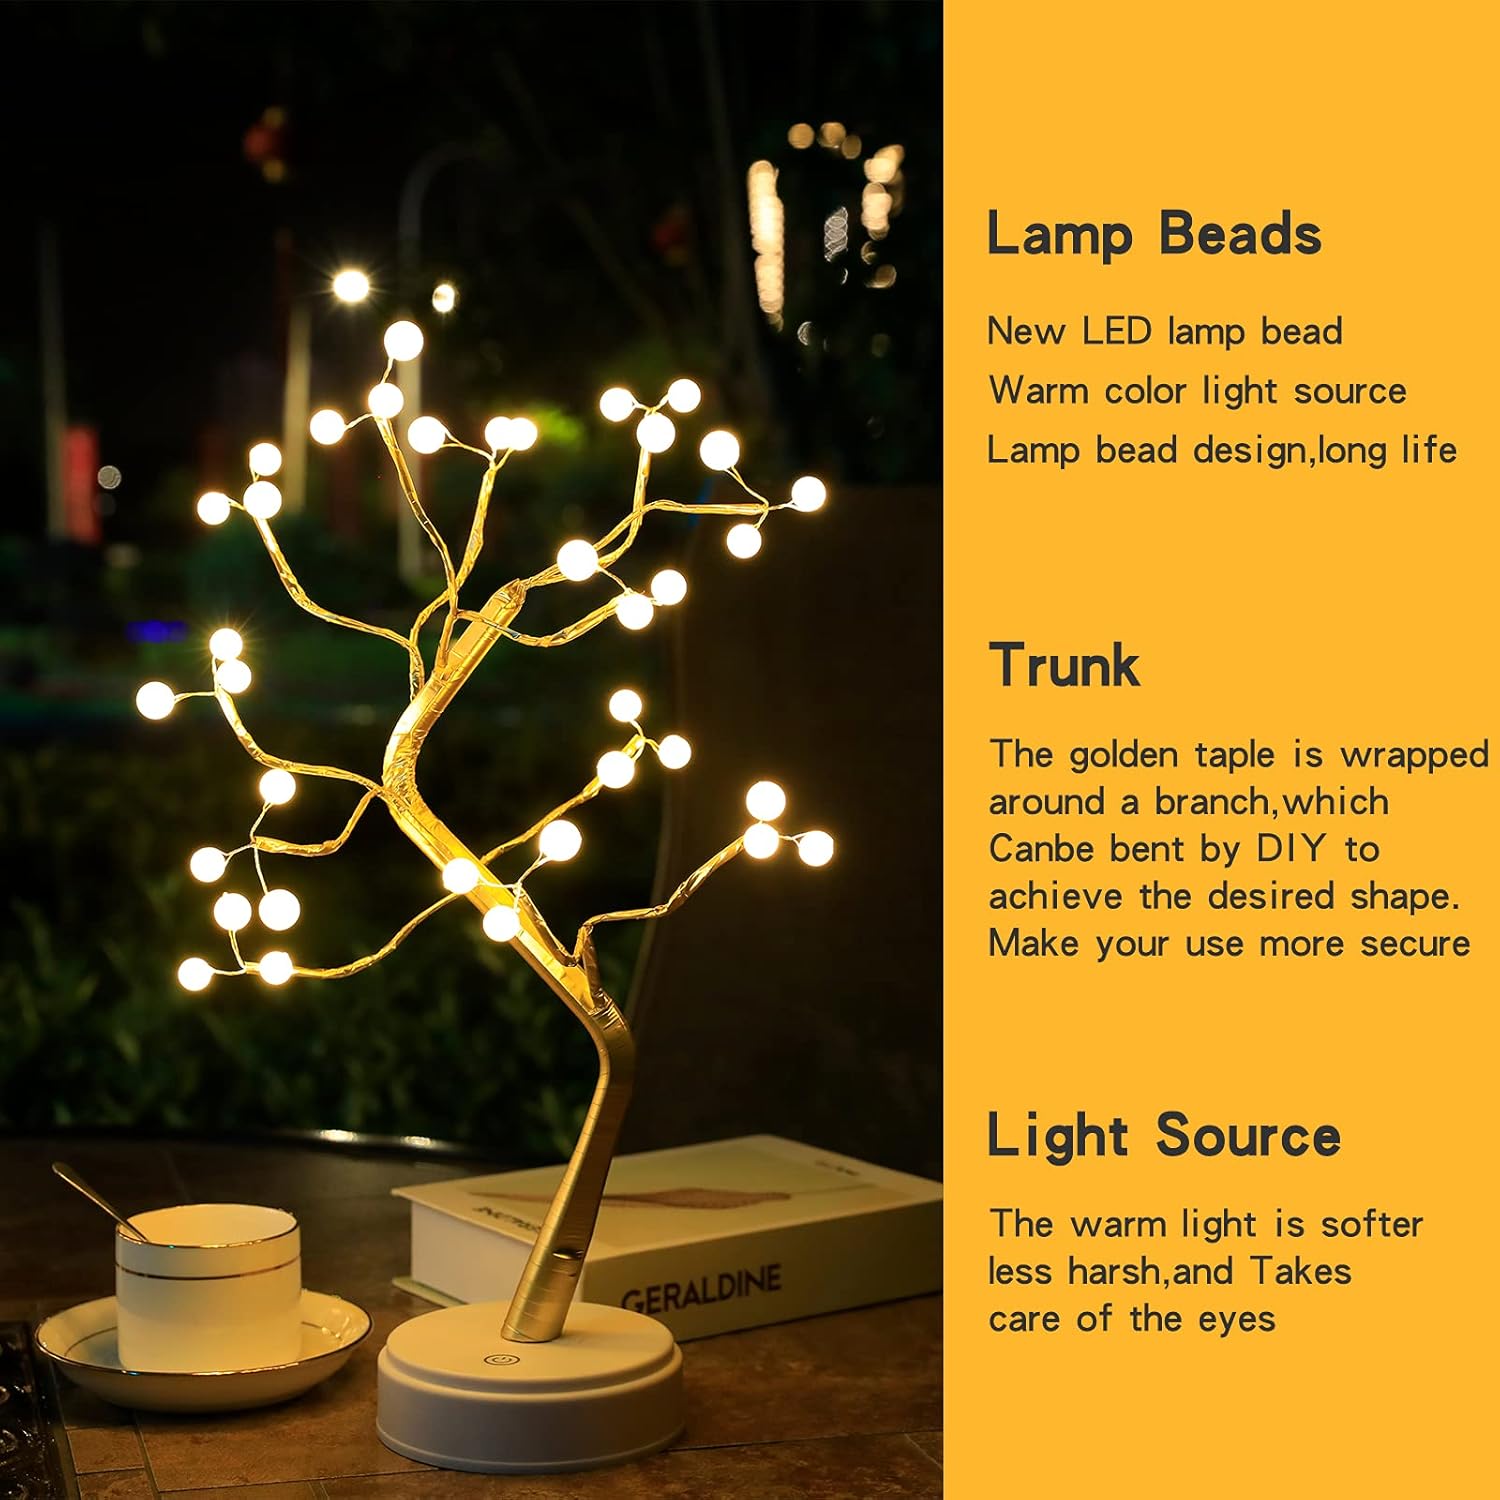 Lamp Beads
New LED lamp bead
Warm color light source
Lamp bead design,long life
Trunk
The golden taple is wrapped
around a branch,which
Canbe bent by DIY to
achieve the desired shape.
Make your use more secure
Light Source
The warm light is softer
less harsh,and Takes
care of the eyes
GERALDINE